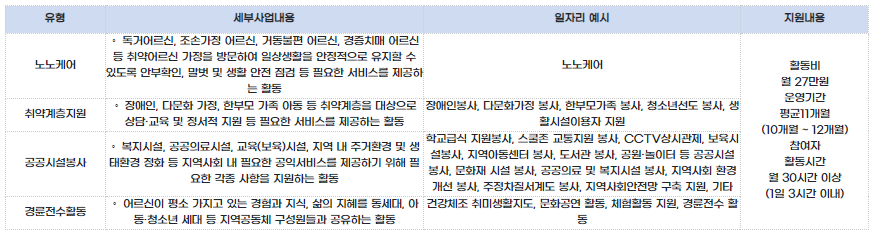 유형 세부사업내용 일자리 예시 지원내용
노노케어
◦ 독거어르신, 조손가정 어르신, 거동불편 어르신, 경증치매 어르신
등 취약어르신 가정을 방문하여 일상생활을 안정적으로 유지할 수
있도록 안부확인, 말벗 및 생활 안전 점검 등 필요한 서비스를 제공하
는 활동
노노케어
취약계층지원
◦ 장애인, 다문화 가정, 한부모 가족 아동 등 취약계층을 대상으로
상담·교육 및 정서적 지원 등 필요한 서비스를 제공하는 활동
장애인봉사, 다문화가정 봉사, 한부모가족 봉사, 청소년선도 봉사, 생
활시설이용자 지원
공공시설봉사
◦ 복지시설, 공공의료시설, 교육(보육)시설, 지역 내 주거환경 및 생
태환경 정화 등 지역사회 내 필요한 공익서비스를 제공하기 위해 필
요한 각종 사항을 지원하는 활동
학교급식 지원봉사, 스쿨존 교통지원 봉사, CCTV상시관제, 보육시
설봉사, 지역아동센터 봉사, 도서관 봉사, 공원·놀이터 등 공공시설
봉사, 문화재 시설 봉사, 공공의료 및 복지시설 봉사, 지역사회 환경
개선 봉사, 주정차질서계도 봉사, 지역사회안전망 구축 지원, 기타
경륜전수활동
◦ 어르신이 평소 가지고 있는 경험과 지식, 삶의 지혜를 동세대, 아
동·청소년 세대 등 지역공동체 구성원들과 공유하는 활동
건강체조 취미생활지도, 문화공연 활동, 체험활동 지원, 경륜전수 활
동
활동비
월 27만원
운영기간
평균11개월
(10개월 ~ 12개월)
참여자
활동시간
월 30시간 이상
(1일 3시간 이내)